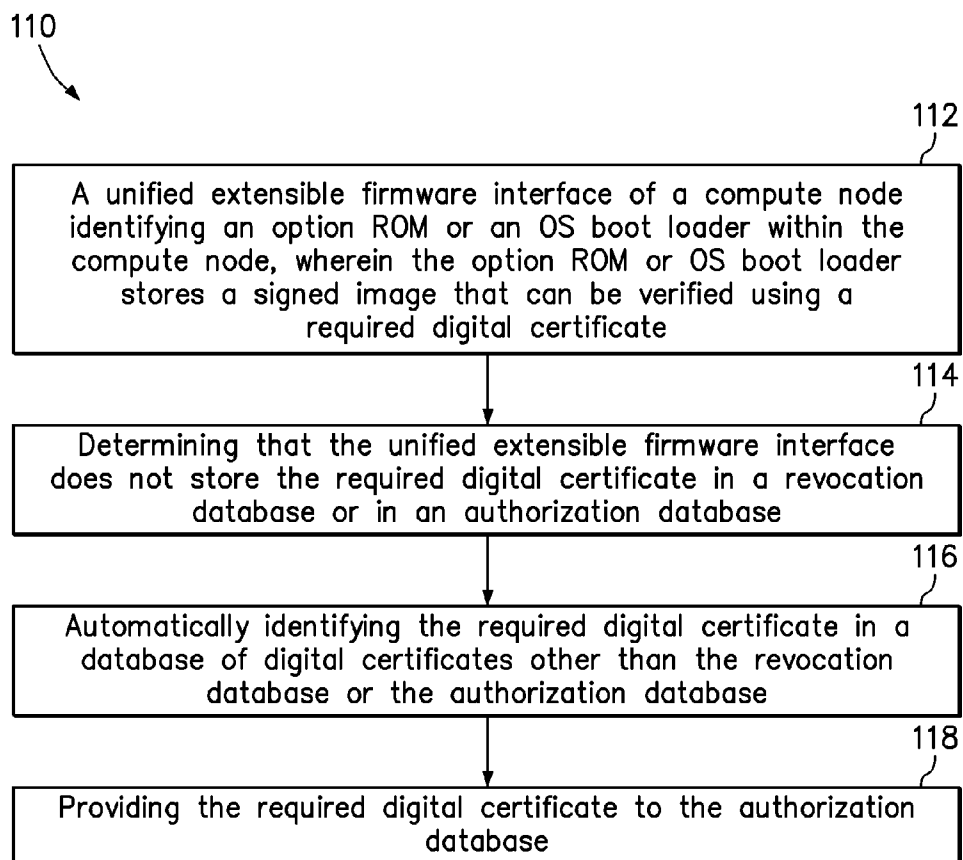 110
112
A unified extensible firmware interface of a compute node
identifying an option ROM or an OS boot loader within the
compute node, wherein the option ROM or OS boot loader
stores a signed image that can be verified using a
required digital certificate
114
Determining that the unified extensible firmware interface
does not store the required digital certificate in a revocation
database or in an authorization database
116
Automatically identifying the required digital certificate in a
database of digital certificates other than the revocation
database or the authorization database
118
Providing the required digital certificate to the authorization
database